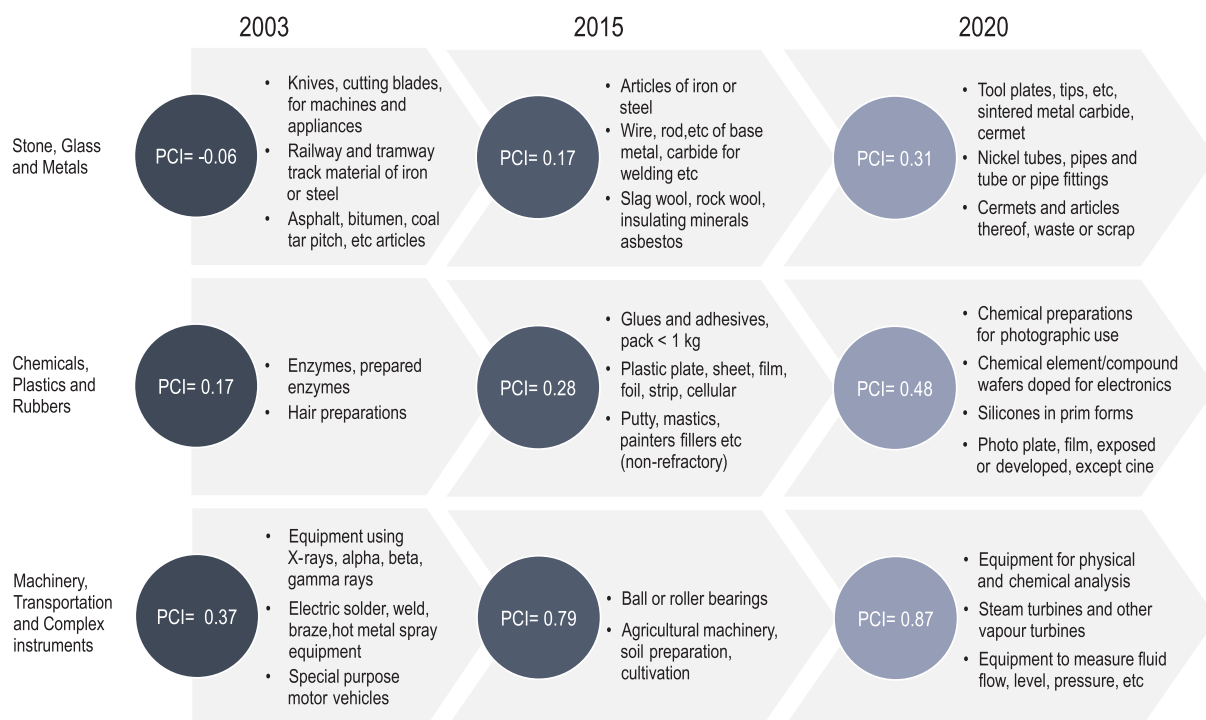 2003
2015
2020
Stone, Glass
and Metals
PCI= -0.06
• Knives, cutting blades,
for machines and
appliances
• Railway and tramway
track material of iron
or steel
• Asphalt, bitumen, coal
tar pitch, etc articles
PCI= 0.17
• Articles of iron or
steel
• Wire, rod,etc of base
metal, carbide for
welding etc
• Slag wool, rock wool,
insulating minerals
asbestos
PCI= 0.31
• Tool plates, tips, etc,
sintered metal carbide,
cermet
• Nickel tubes, pipes and
tube or pipe fittings
• Cermets and articles
thereof, waste or scrap
Chemicals,
Plastics and
Rubbers
PCI= 0.17
• Enzymes, prepared
enzymes
• Hair preparations
PCI= 0.28
• Glues and adhesives,
pack < 1 kg
• Plastic plate, sheet, film,
foil, strip, cellular
• Putty, mastics,
painters fillers etc
(non-refractory)
PCI= 0.48
• Chemical preparations
for photographic use
• Chemical element/compound
wafers doped for electronics
• Silicones in prim forms
• Photo plate, film, exposed
or developed, except cine
Machinery,
Transportation
and Complex
instruments
PCI= 0.37
• Equipment using
X-rays, alpha, beta,
gamma rays
• Electric solder, weld,
braze,hot metal spray
equipment
• Special purpose
motor vehicles
PCI= 0.79
• Ball or roller bearings
• Agricultural machinery,
soil preparation,
cultivation
PCI= 0.87
• Equipment for physical
and chemical analysis
• Steam turbines and other
vapour turbines
• Equipment to measure fluid
flow, level, pressure, etc